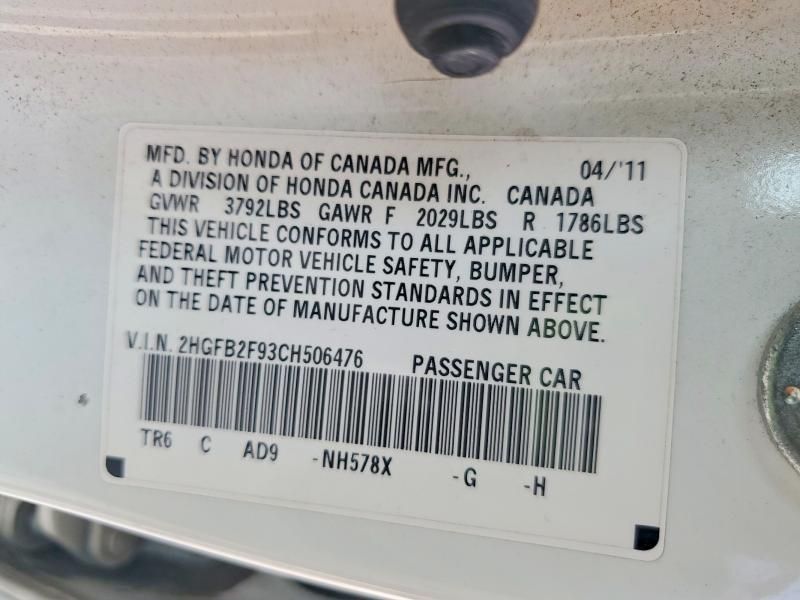 MFD. BY HONDA OF CANADA MFG., 04/'11
A DIVISION OF HONDA CANADA INC. CANADA
GVWR 3792LBS GAWR F 2029LBS R 1786LBS
THIS VEHICLE CONFORMS TO ALL APPLICABLE
FEDERAL MOTOR VEHICLE SAFETY, BUMPER,
AND THEFT PREVENTION STANDARDS IN EFFECT
ON THE DATE OF MANUFACTURE SHOWN ABOVE.
V.I.N. 2HGFB2F93CH506476 PASSENGER CAR
TR6 C AD9 -NH578X -G -H